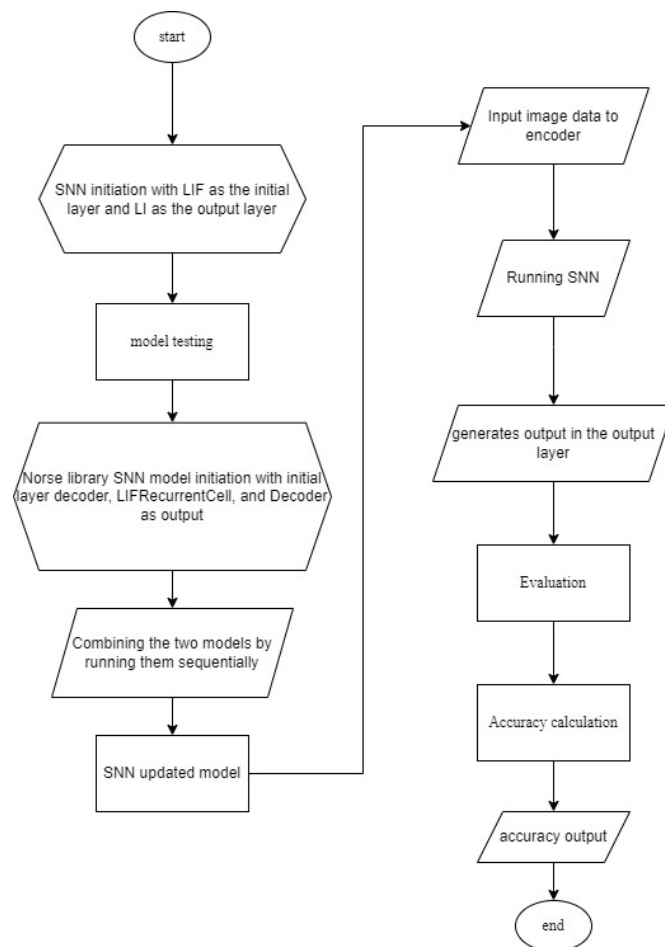 start
SNN initiation with LIF as the initial
layer and LI as the output layer
model testing
Norse library SNN model initiation with initial
layer decoder, LIFRecurrentCell, and Decoder
as output
Combining the two models by
running them sequentially
SNN updated model
Input image data to
encoder
Running SNN
generates output in the output
layer
Evaluation
Accuracy calculation
accuracy output
end